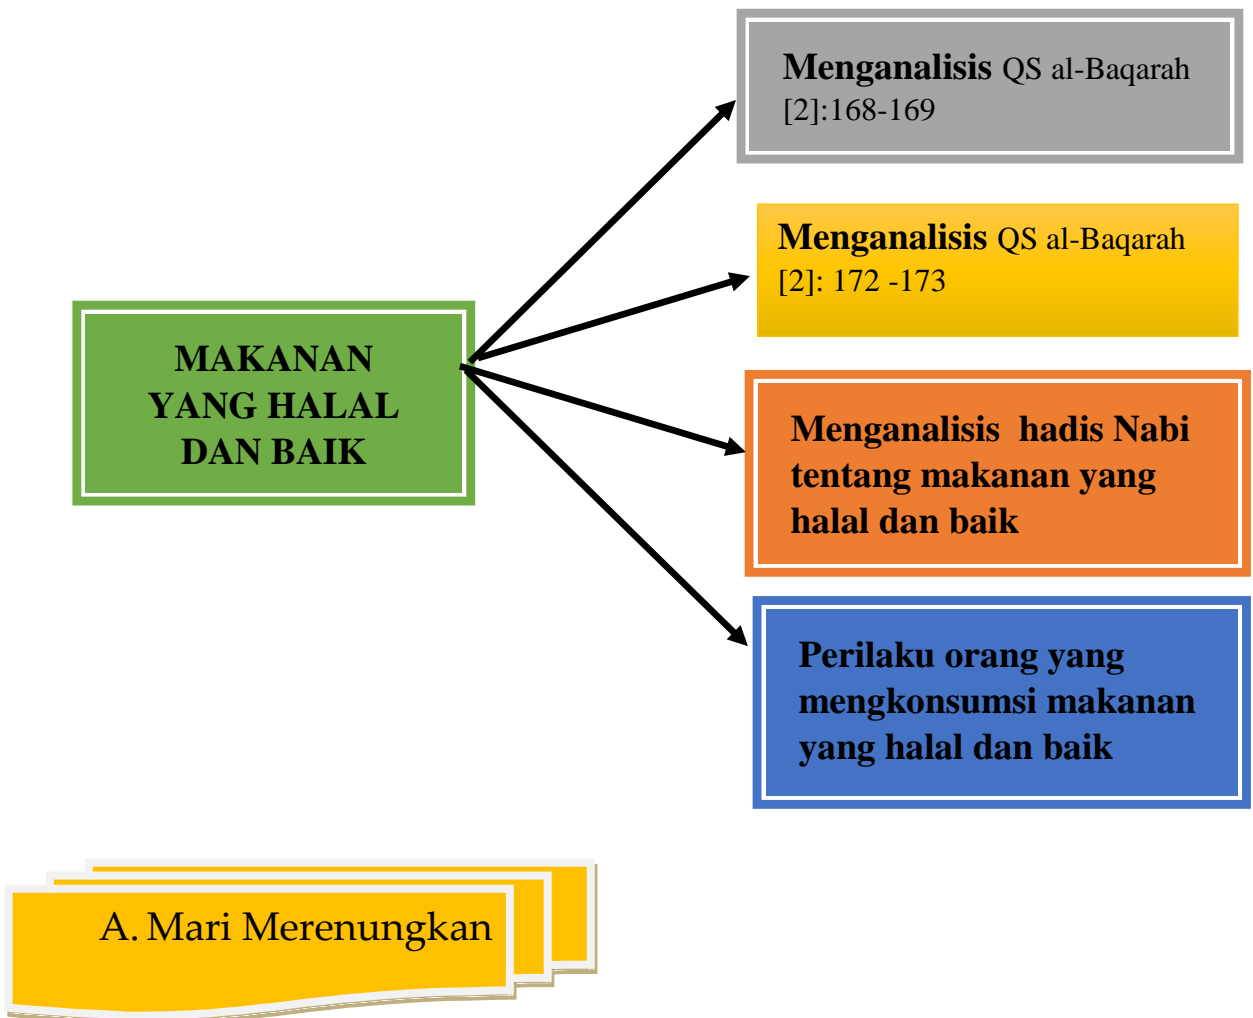 MAKANAN
YANG HALAL
DAN BAIK
Menganalisis QS al-Baqarah
[2]:168-169
Menganalisis QS al-Baqarah
[2]: 172 -173
Menganalisis hadis Nabi
tentang makanan yang
halal dan baik
Perilaku orang yang
mengkonsumsi makanan
yang halal dan baik
A. Mari Merenungkan